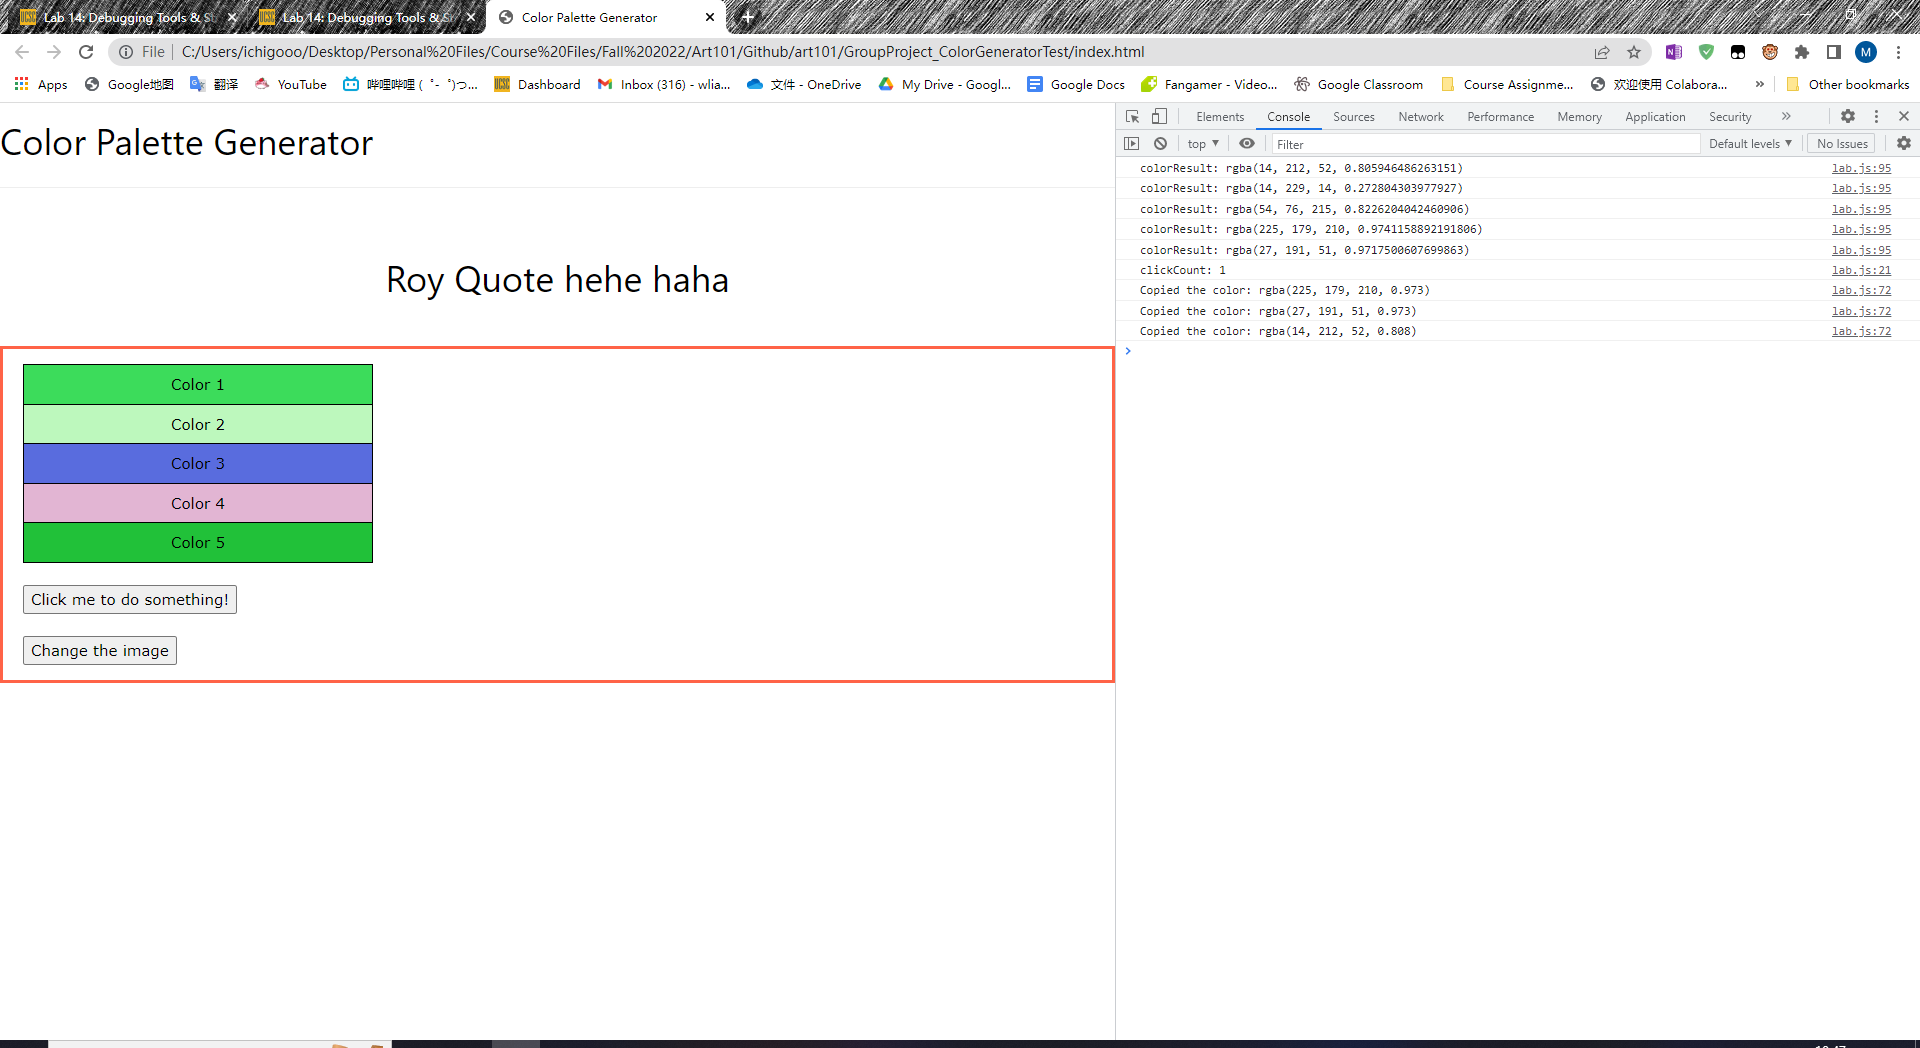 Lab 14: Debugging Tools & St
Lab 14: Debugging Tools & St
Color Palette Generator
File
C:/Users/ichigooo/Desktop/Personal%20Files/Course%20Files/Fall%202022/Art101/Github/art101/GroupProject_ColorGeneratorTest/index.html
M
Apps
Google地图
翻译
YouTube
哔哩哔哩 ( ゜- ゜)つ...
UCSC
Dashboard
Inbox (316) - wlia...
文件 - OneDrive
My Drive - Googl...
Google Docs
Fangamer - Video...
Google Classroom
Course Assignme...
欢迎使用 Colabora...
»
Other bookmarks
Color Palette Generator
Roy Quote hehe haha
Color 1
Color 2
Color 3
Color 4
Color 5
Click me to do something!
Change the image
Elements Console Sources Network Performance Memory Application Security »
top
Filter
Default levels
No Issues
colorResult: rgba(14, 212, 52, 0.805946486263151) lab.js:95
colorResult: rgba(14, 229, 14, 0.272804303977927) lab.js:95
colorResult: rgba(54, 76, 215, 0.8226204042460906) lab.js:95
colorResult: rgba(225, 179, 210, 0.9741158892191806) lab.js:95
colorResult: rgba(27, 191, 51, 0.9717500607699863) lab.js:95
clickCount: 1 lab.js:21
Copied the color: rgba(225, 179, 210, 0.973) lab.js:72
Copied the color: rgba(27, 191, 51, 0.973) lab.js:72
Copied the color: rgba(14, 212, 52, 0.808) lab.js:72